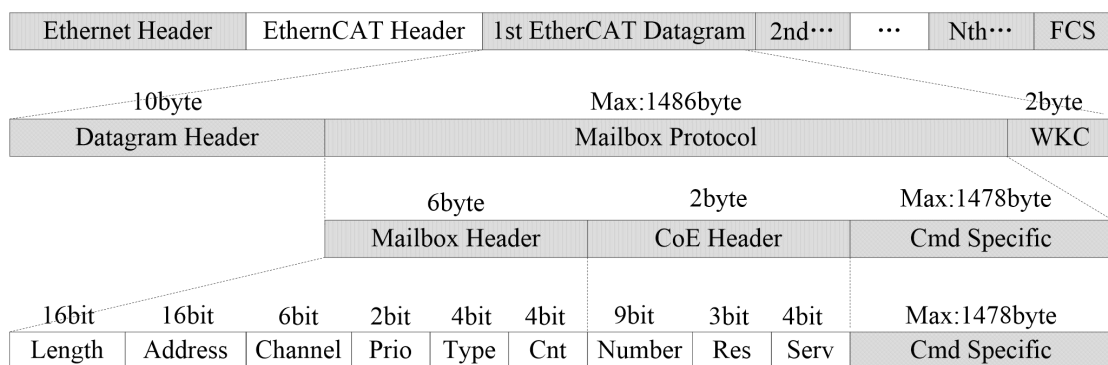 Ethernet Header EthernCAT Header 1st EtherCAT Datagram 2nd··· ··· Nth··· FCS
10byte Max:1486byte 2byte
Datagram Header Mailbox Protocol WKC
6byte 2byte Max:1478byte
Mailbox Header CoE Header Cmd Specific
16bit 16bit 6bit 2bit 4bit 4bit 9bit 3bit 4bit Max:1478byte
Length Address Channel Prio Type Cnt Number Res Serv Cmd Specific